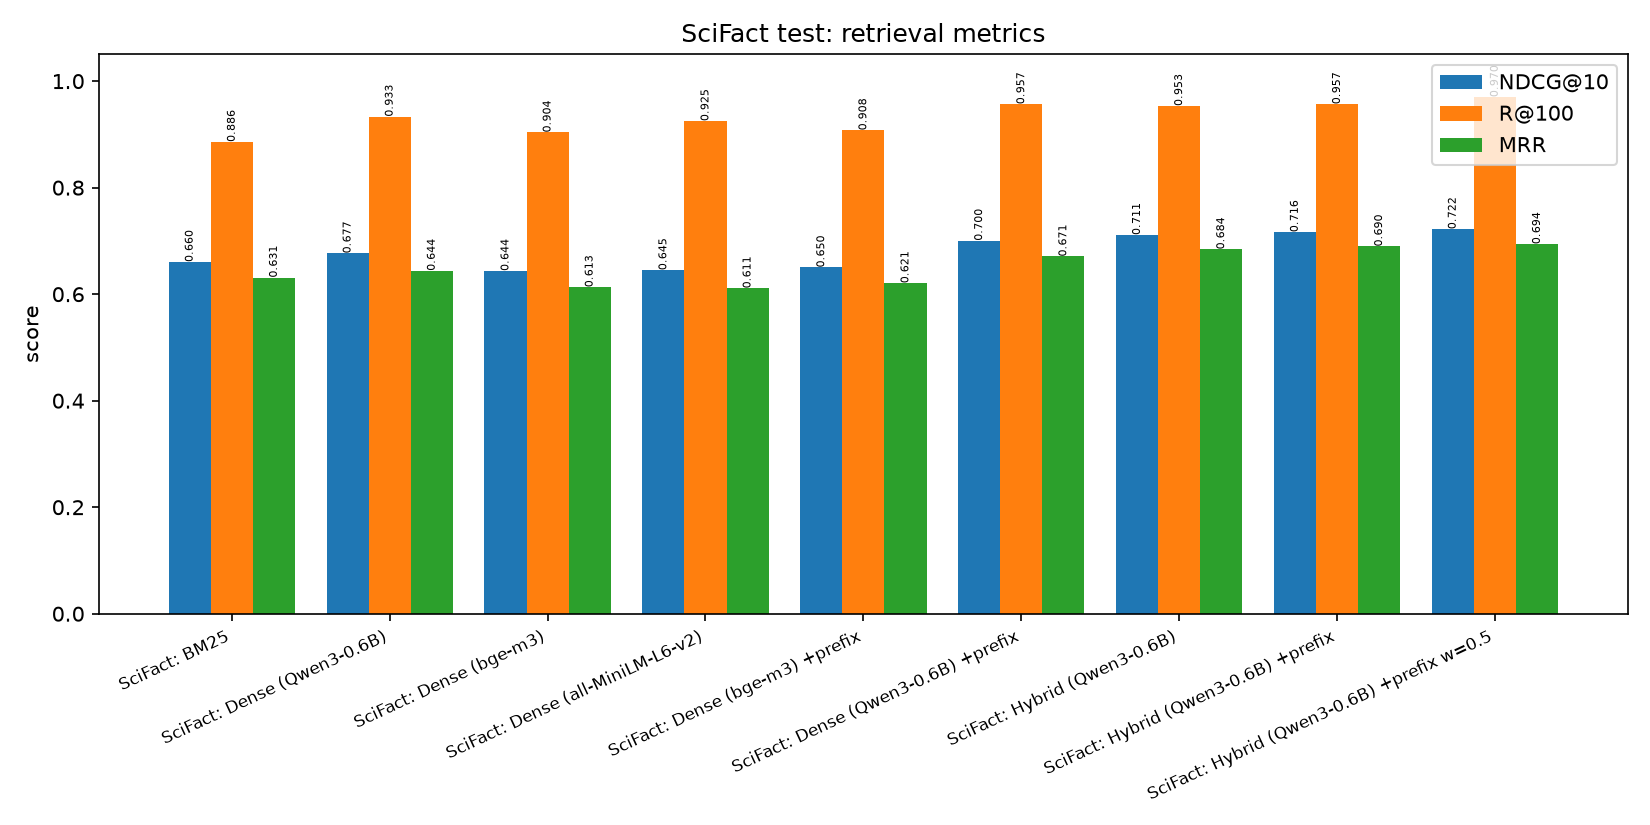 SciFact test: retrieval metrics
score
1.0
0.8
0.6
0.4
0.2
0.0
NDCG@10
R@100
MRR
0.660
0.886
0.631
0.677
0.933
0.644
0.644
0.904
0.613
0.645
0.925
0.611
0.650
0.908
0.621
0.700
0.957
0.671
0.711
0.953
0.684
0.716
0.957
0.690
0.722
0.970
0.694
SciFact: BM25
SciFact: Dense (Qwen3-0.6B)
SciFact: Dense (bge-m3)
SciFact: Dense (all-MiniLM-L6-v2)
SciFact: Dense (bge-m3) +prefix
SciFact: Dense (Qwen3-0.6B) +prefix
SciFact: Hybrid (Qwen3-0.6B)
SciFact: Hybrid (Qwen3-0.6B) +prefix
SciFact: Hybrid (Qwen3-0.6B) +prefix w=0.5